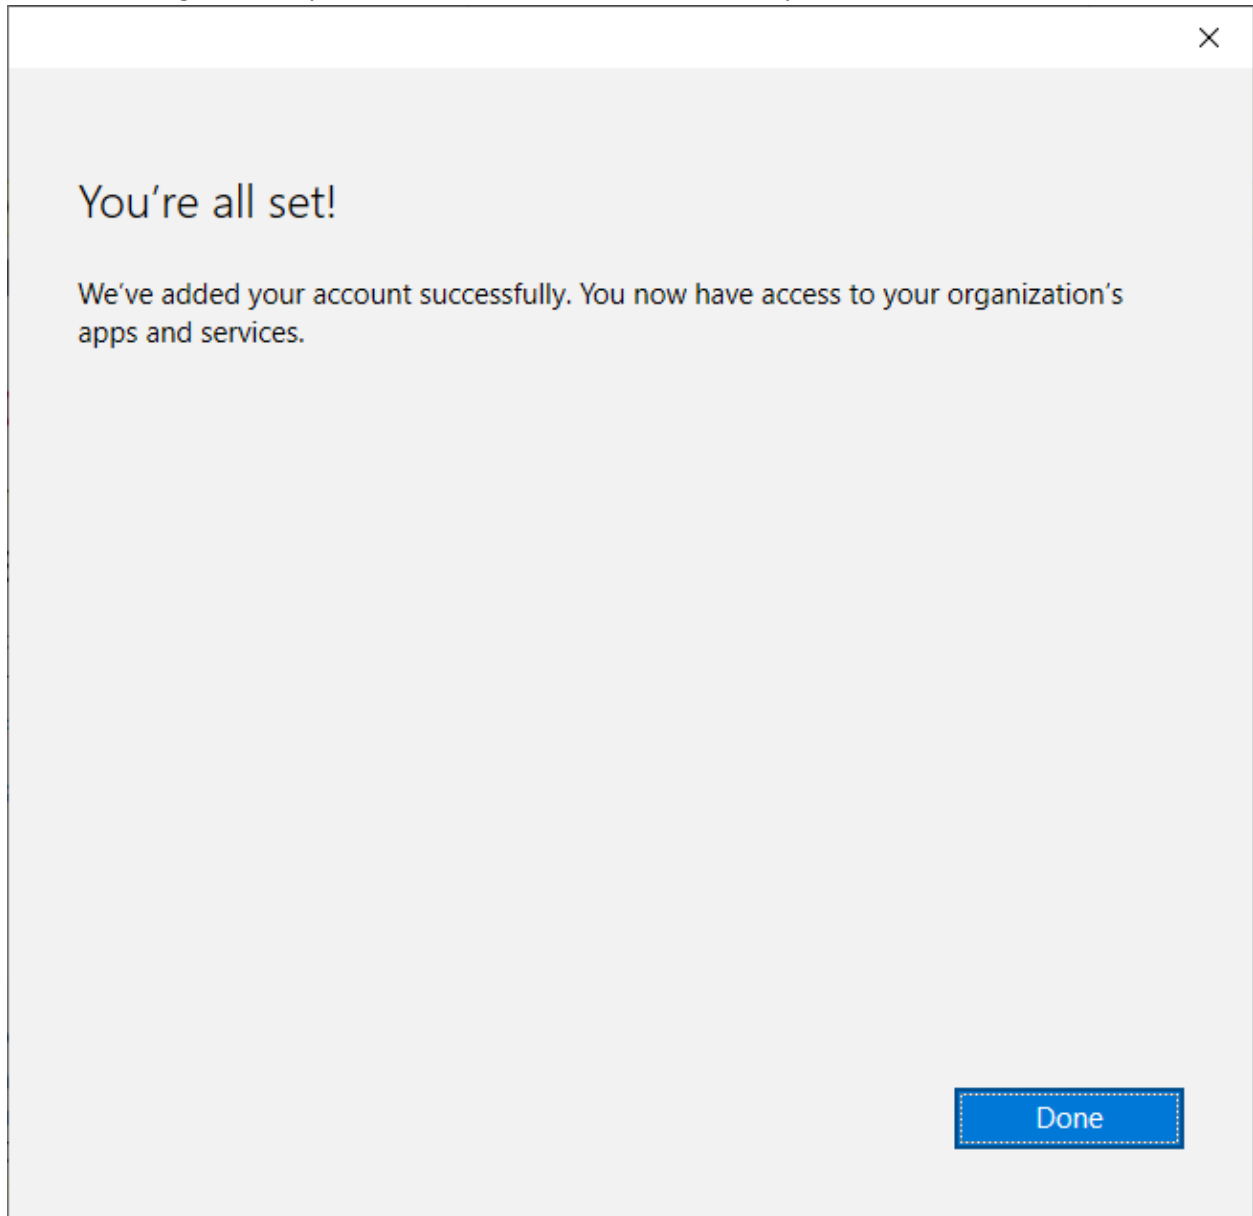 You’re all set!
We’ve added your account successfully. You now have access to your organization’s
apps and services.
Done